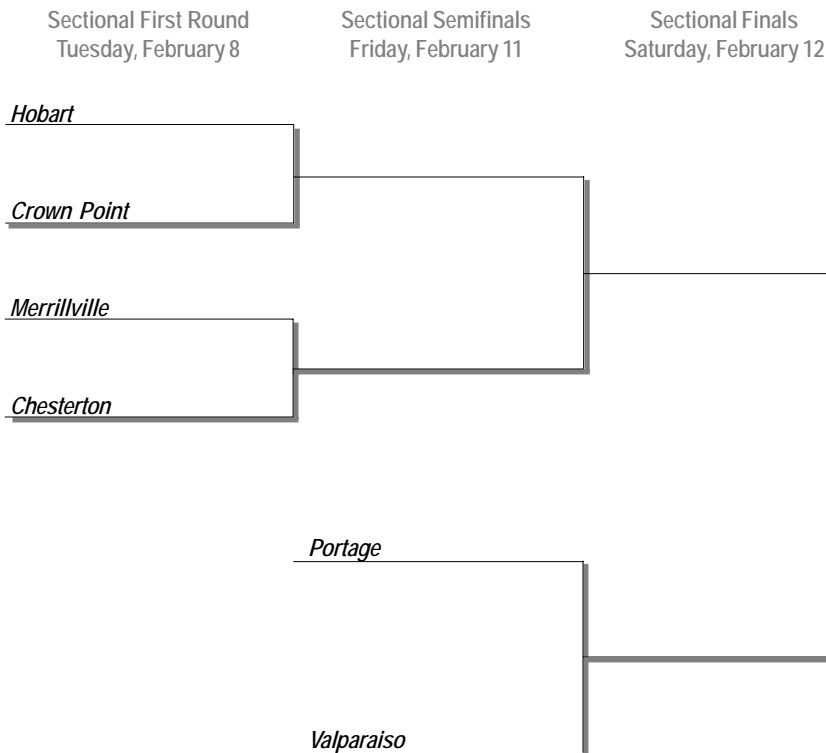 Sectional First Round
Tuesday, February 8
Sectional Semifinals
Friday, February 11
Sectional Finals
Saturday, February 12
Hobart
Crown Point
Merrillville
Chesterton
Portage
Valparaiso